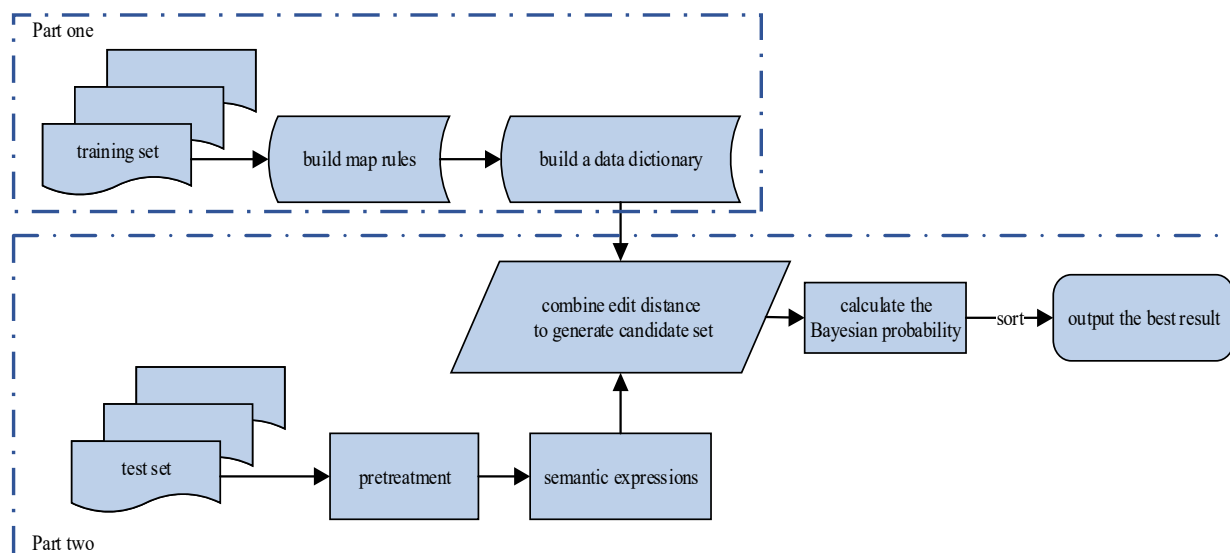 Part one
training set
build map rules
build a data dictionary
combine edit distance
to generate candidate set
calculate the
Bayesian probability
sort
output the best result
test set
pretreatment
semantic expressions
Part two